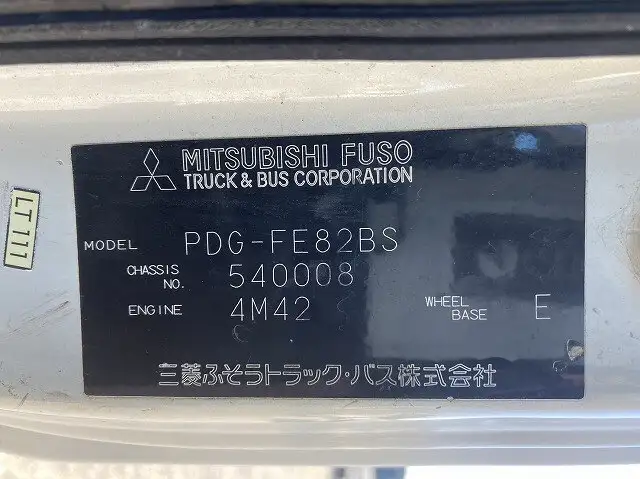 MITSUBISHI FUSO
TRUCK & BUS CORPORATION
MODEL PDG-FE82BS
CHASSIS NO. 540008
ENGINE 4M42 WHEEL BASE E
三菱ふそうトラック・バス株式会社
LT111